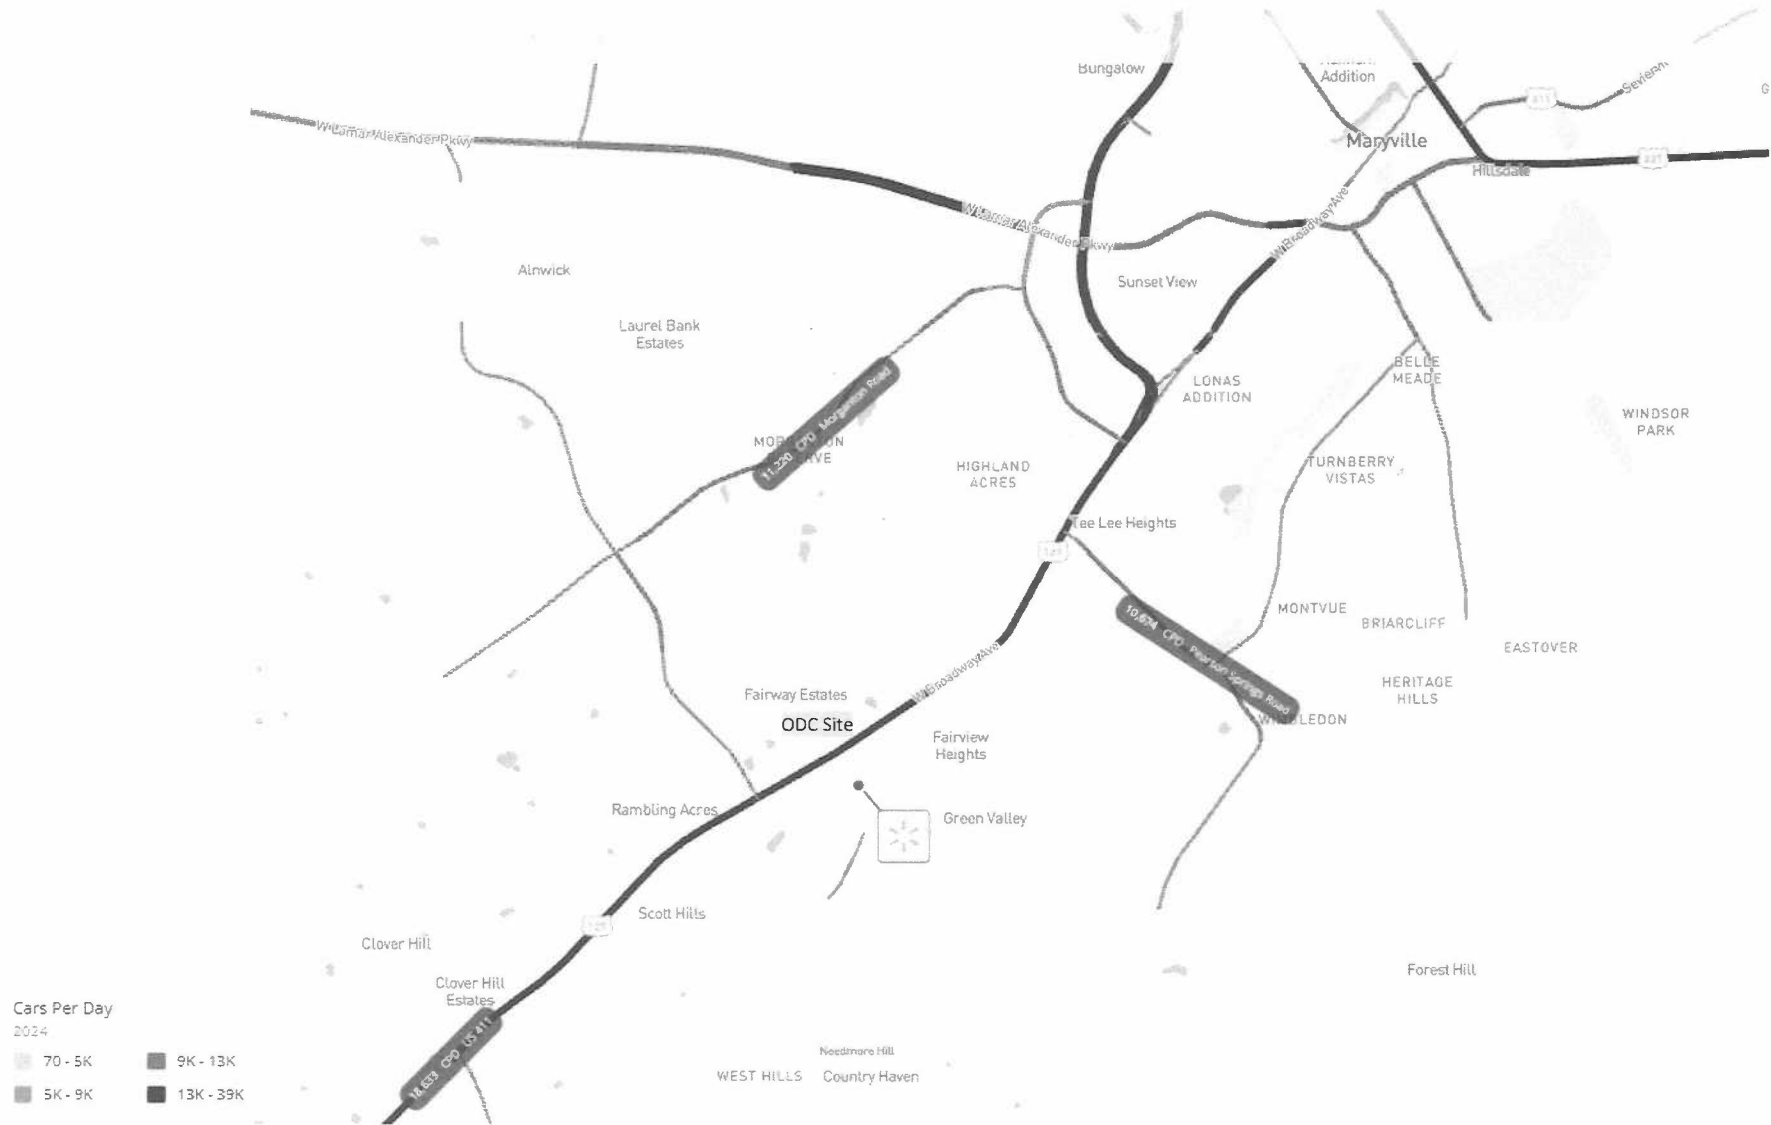 Bungalow
Addition
G
W Lamar Alexander Pkwy
Maryville
Hillsdale
W Lamar Alexander Pkwy
W Broadway Ave
Alnwick
Sunset View
Laurel Bank
Estates
BELLE
MEADE
LONAS
ADDITION
11,220 CPD Morganton Road
WINDSOR
PARK
HIGHLAND
ACRES
TURNBERRY
VISTAS
Tee Lee Heights
10,674 CPD Pearson Springs Road
MONTVUE
BRIARCLIFF
EASTOVER
W Broadway Ave
HERITAGE
HILLS
Fairway Estates
ODC Site
Fairview
Heights
Rambling Acres
Green Valley
Scott Hills
Clover Hill
Forest Hill
Clover Hill
Estates
18,633 CPD US 411
Needmore Hill
WEST HILLS
Country Haven
Cars Per Day
2024
70 - 5K
9K - 13K
5K - 9K
13K - 39K